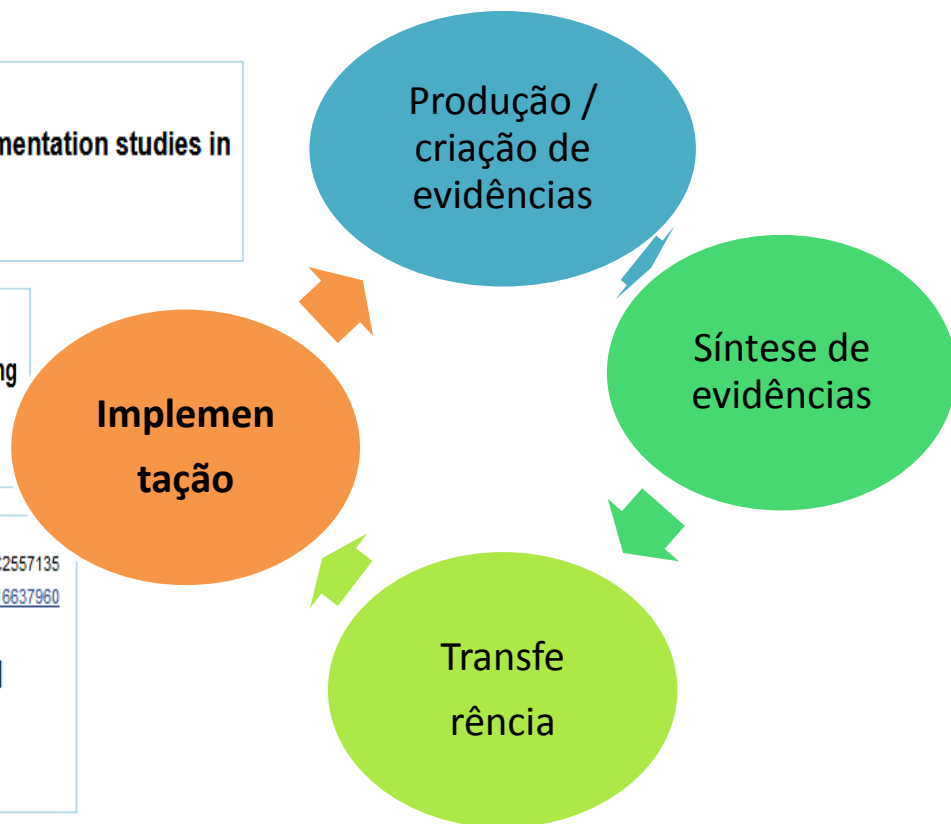 mentation studies in
ng
2557135
6637960
Produção /
criação de
evidências
Síntese de
evidências
Transfe
rência
Implemen
tação